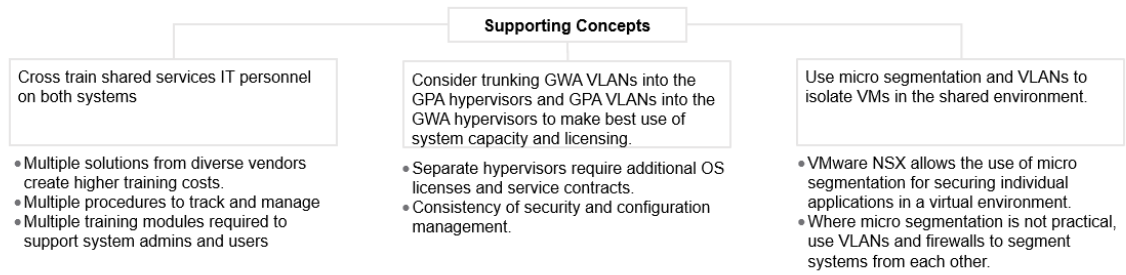 Supporting Concepts
Cross train shared services IT personnel
on both systems
• Multiple solutions from diverse vendors
create higher training costs.
• Multiple procedures to track and manage
• Multiple training modules required to
support system admins and users
Consider trunking GWA VLANs into the
GPA hypervisors and GPA VLANs into the
GWA hypervisors to make best use of
system capacity and licensing.
• Separate hypervisors require additional OS
licenses and service contracts.
• Consistency of security and configuration
management.
Use micro segmentation and VLANs to
isolate VMs in the shared environment.
• VMware NSX allows the use of micro
segmentation for securing individual
applications in a virtual environment.
• Where micro segmentation is not practical,
use VLANs and firewalls to segment
systems from each other.